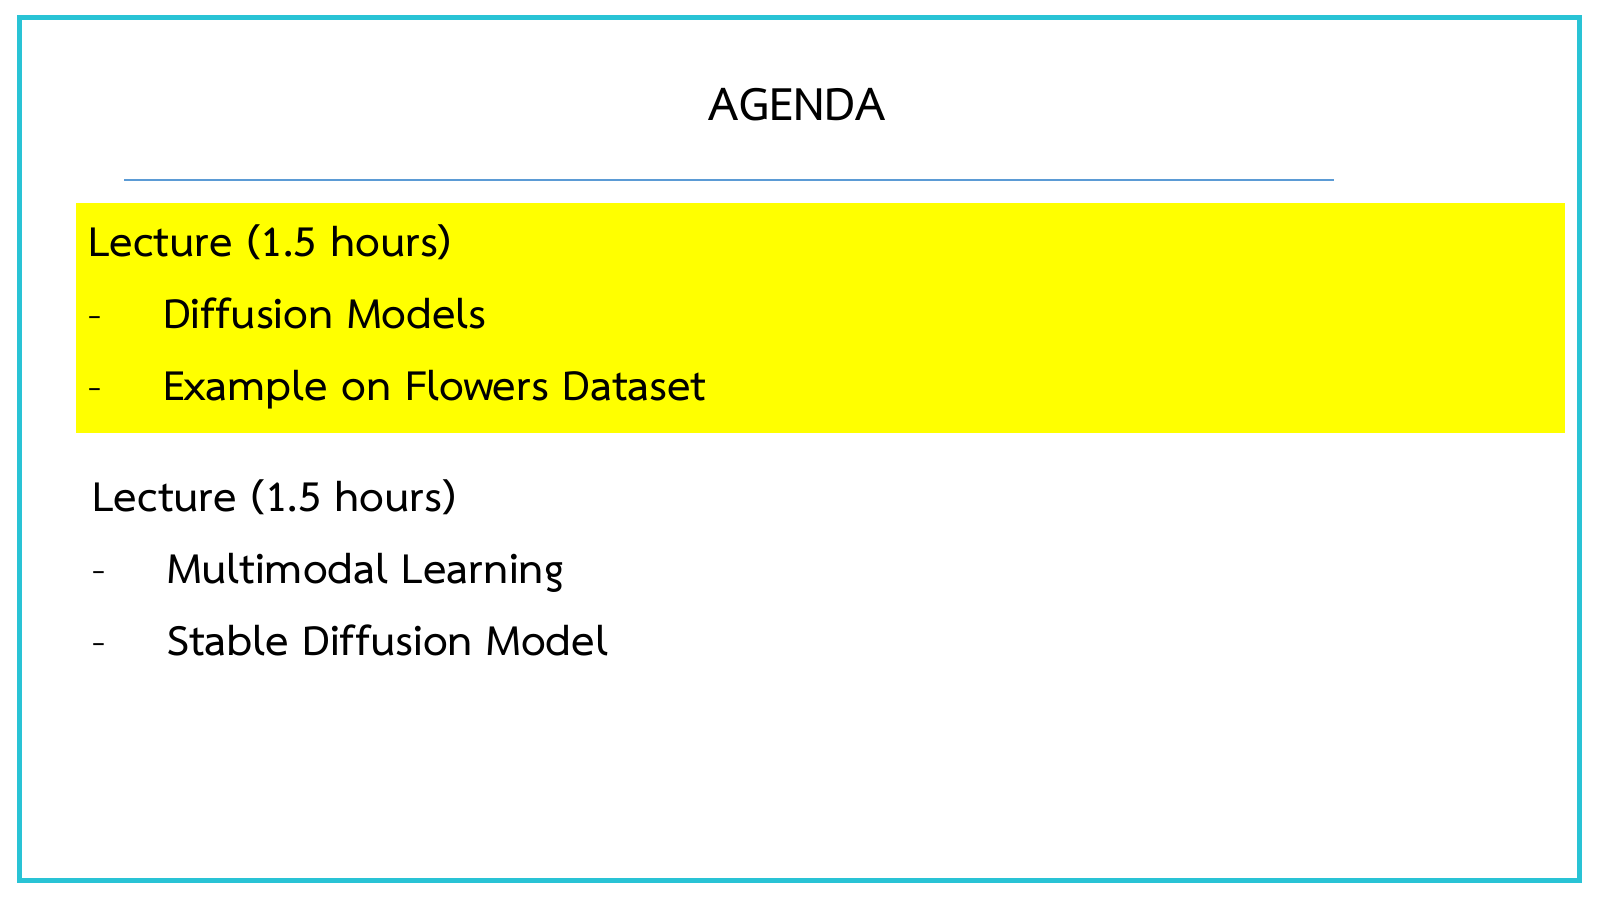 AGENDA
Lecture (1.5 hours)
- Diffusion Models
- Example on Flowers Dataset
Lecture (1.5 hours)
- Multimodal Learning
- Stable Diffusion Model